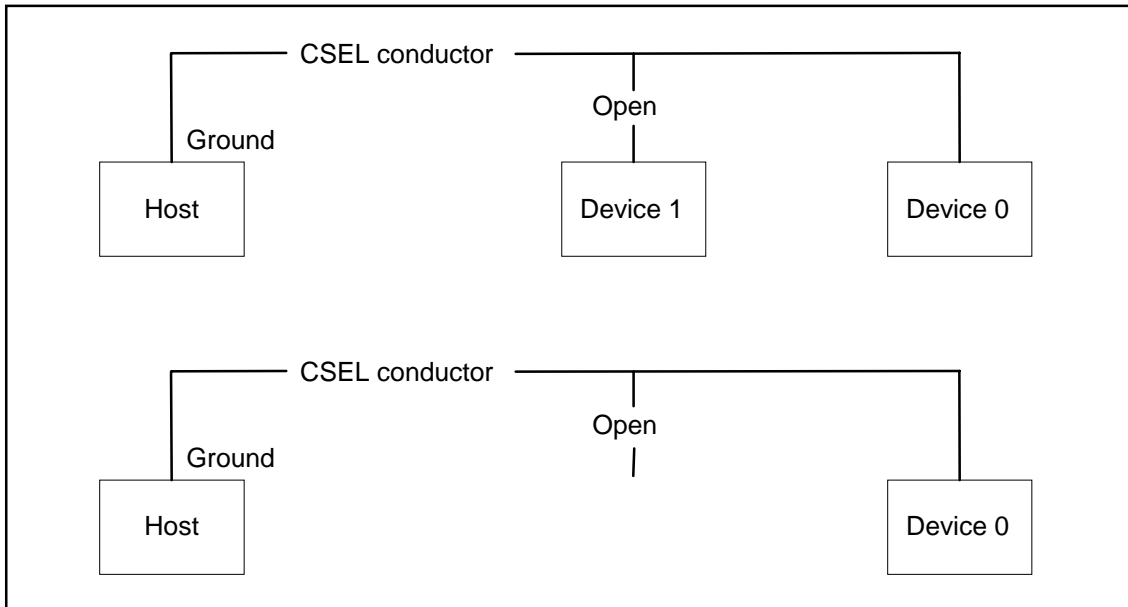 CSEL conductor
Open
Ground
Host
Device 1
Device 0
CSEL conductor
Open
Ground
Host
Device 0